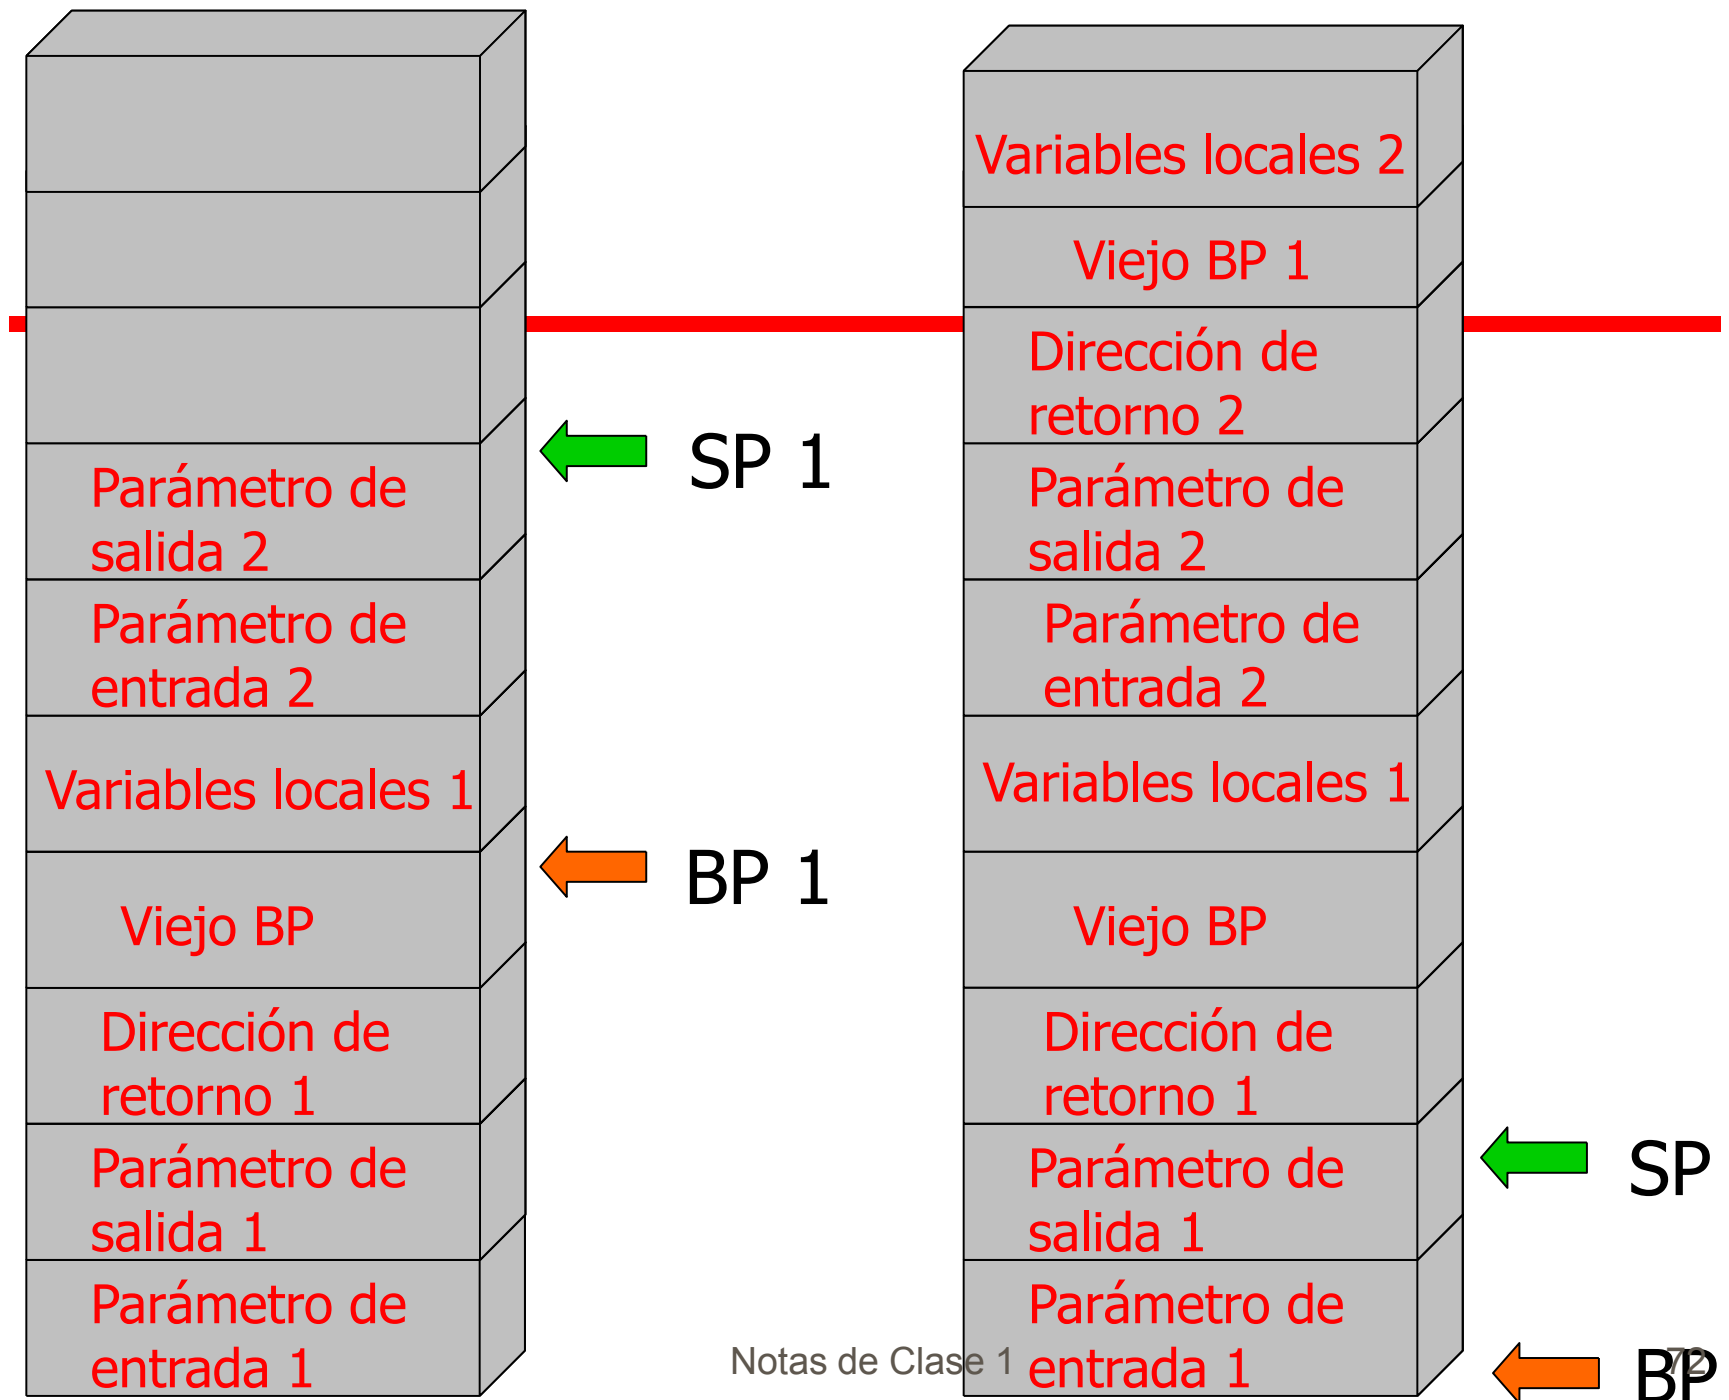 Parámetro de
salida 2
Parámetro de
entrada 2
Variables locales 1
Viejo BP
Dirección de
retorno 1
Parámetro de
salida 1
Parámetro de
entrada 1
SP 1
BP 1
Variables locales 2
Viejo BP 1
Dirección de
retorno 2
Parámetro de
salida 2
Parámetro de
entrada 2
Variables locales 1
Viejo BP
Dirección de
retorno 1
Parámetro de
salida 1
Parámetro de
entrada 1
SP
BP
Notas de Clase 1
72